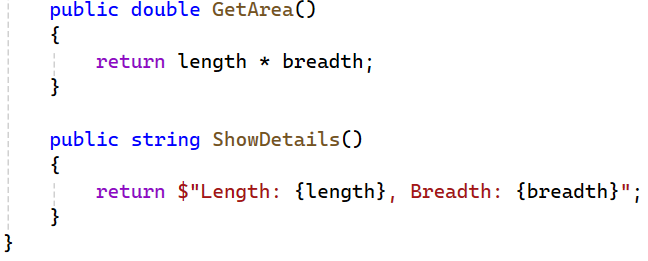 public double GetArea()
{
return length * breadth;
}
public string ShowDetails()
{
return $"Length: {length}, Breadth: {breadth}";
}
}